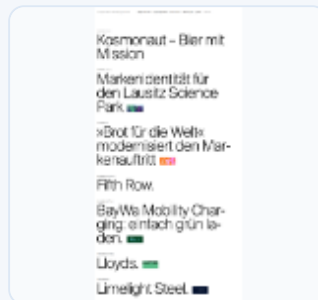 Kosmonaut – Bier mit
Mission
Markenidentität für
den Lausitz Science
Park.
»Brot für die Welt«
modernisiert den Mar-
kenauftritt
Fifth Row.
BayWa Mobility Char-
ging: einfach grün la-
den.
Lloyds.
Limelight Steel.